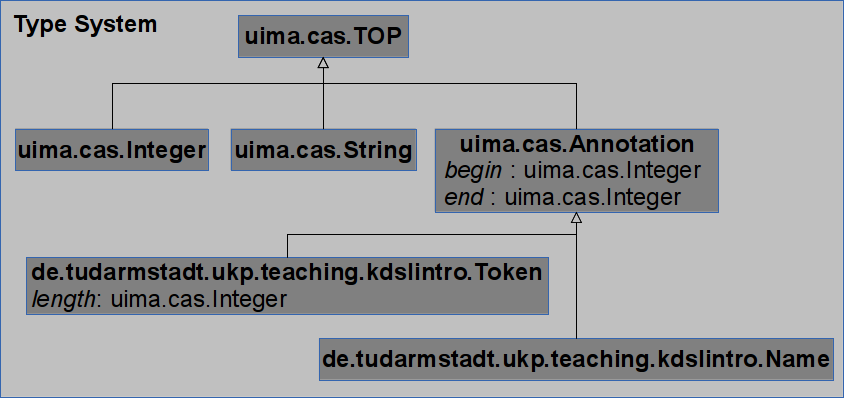 Type System
uima.cas.TOP
uima.cas.Integer
uima.cas.String
uima.cas.Annotation
begin : uima.cas.Integer
end : uima.cas.Integer
de.tudarmstadt.ukp.teaching.kdslintro.Token
length: uima.cas.Integer
de.tudarmstadt.ukp.teaching.kdslintro.Name